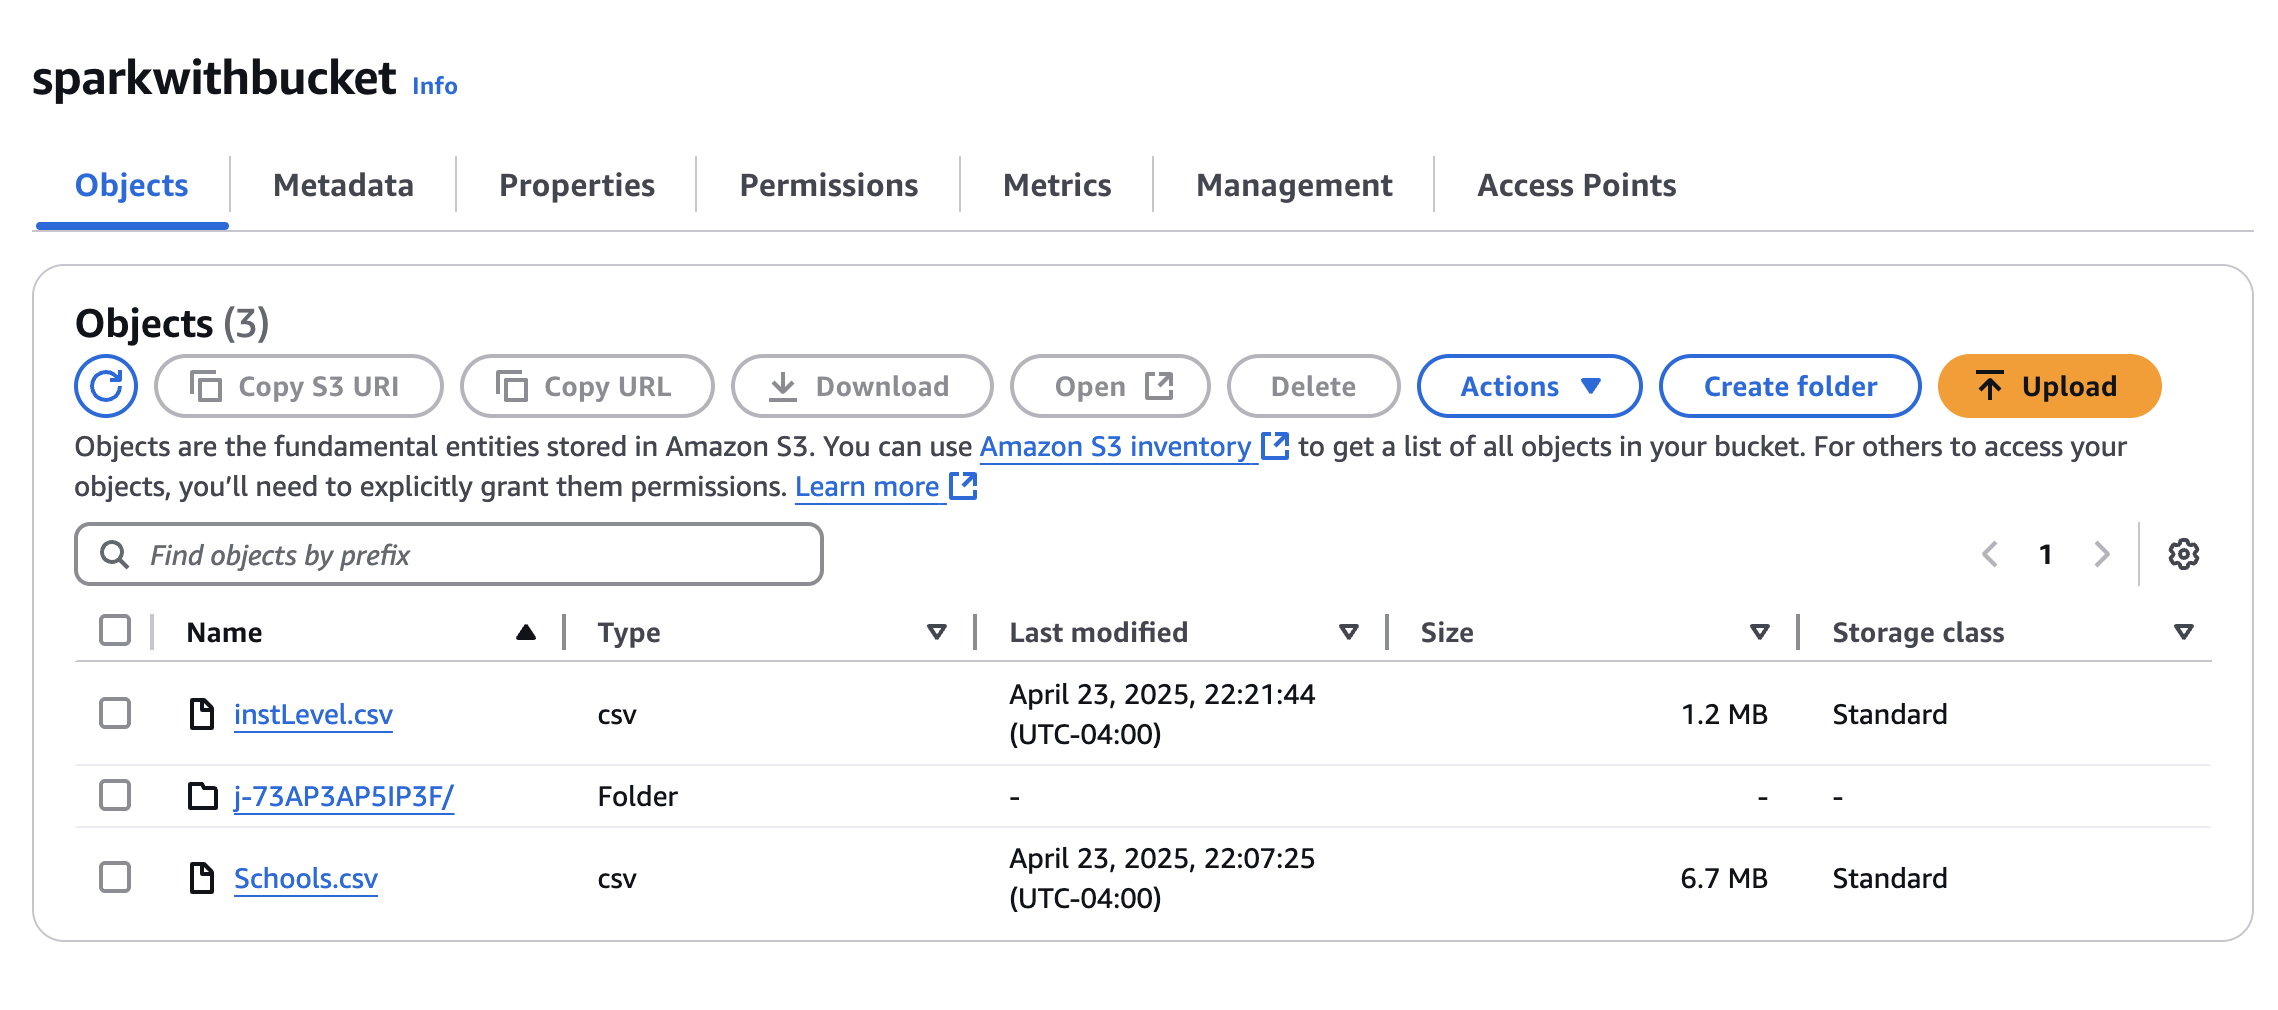 sparkwithbucket Info
Objects Metadata Properties Permissions Metrics Management Access Points
Objects (3)
Copy S3 URI Copy URL Download Open Delete Actions Create folder Upload
Objects are the fundamental entities stored in Amazon S3. You can use Amazon S3 inventory to get a list of all objects in your bucket. For others to access your
objects, you’ll need to explicitly grant them permissions. Learn more
Find objects by prefix 1
Name Type Last modified Size Storage class
instLevel.csv csv April 23, 2025, 22:21:44 (UTC-04:00) 1.2 MB Standard
j-73AP3AP5IP3F/ Folder - - -
Schools.csv csv April 23, 2025, 22:07:25 (UTC-04:00) 6.7 MB Standard